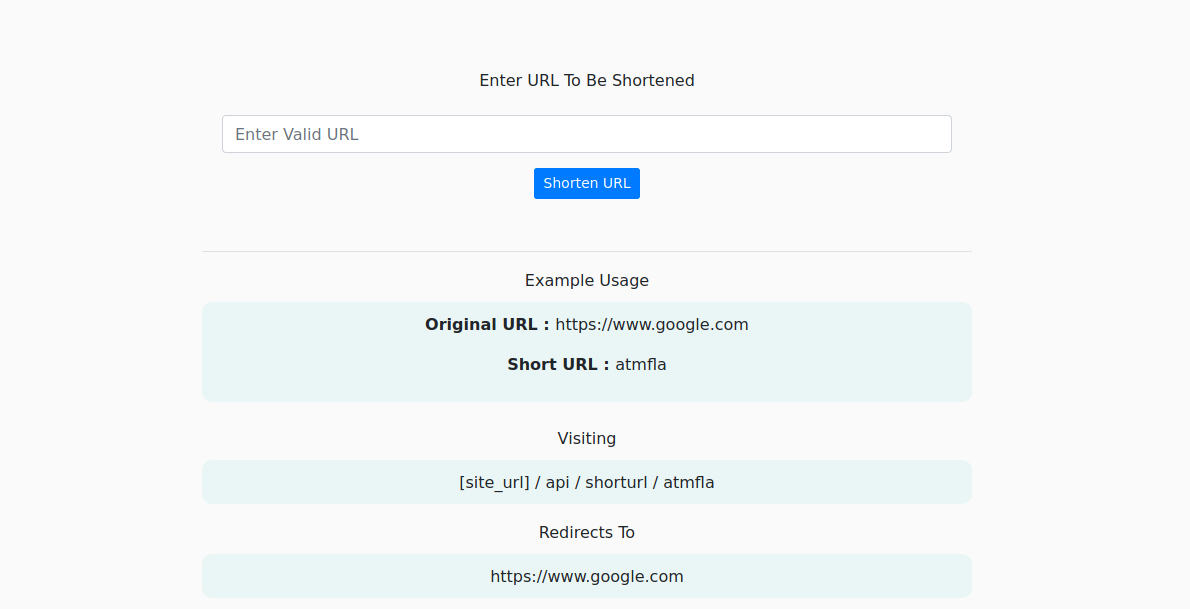 Enter URL To Be Shortened
Enter Valid URL
Shorten URL
Example Usage
Original URL : https://www.google.com
Short URL : atmfla
Visiting
[site_url] / api / shorturl / atmfla
Redirects To
https://www.google.com